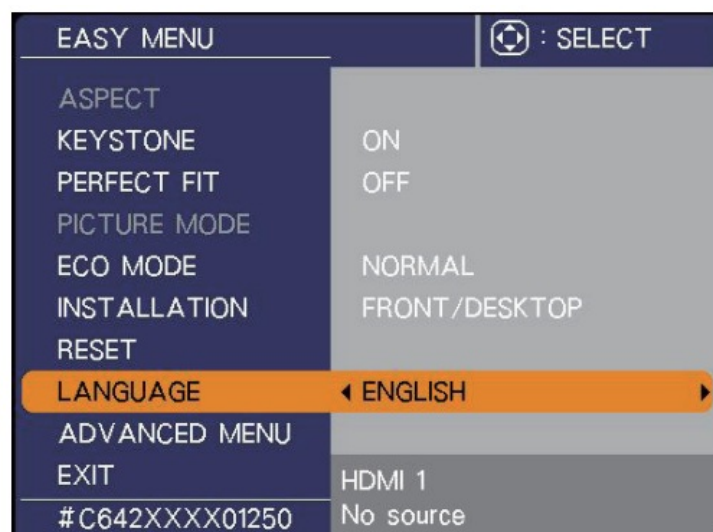 EASY MENU : SELECT
ASPECT
KEYSTONE ON
PERFECT FIT OFF
PICTURE MODE
ECO MODE NORMAL
INSTALLATION FRONT/DESKTOP
RESET
LANGUAGE ENGLISH
ADVANCED MENU
EXIT HDMI 1
#C642XXXX01250 No source